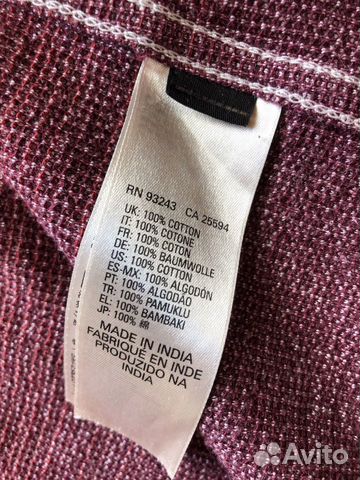 RN 93243 CA 25594
UK: 100% COTTON
IT: 100% COTONE
FR: 100% COTON
DE: 100% BAUMWOLLE
US: 100% COTTON
ES-MX: 100% ALGODÓN
PT: 100% ALGODÃO
TR: 100% PAMUKLU
EL: 100% BAMBAKI
JP: 100% 綿
MADE IN INDIA
FABRIQUE EN INDE
PRODUZIDO NA
INDIA
Avito